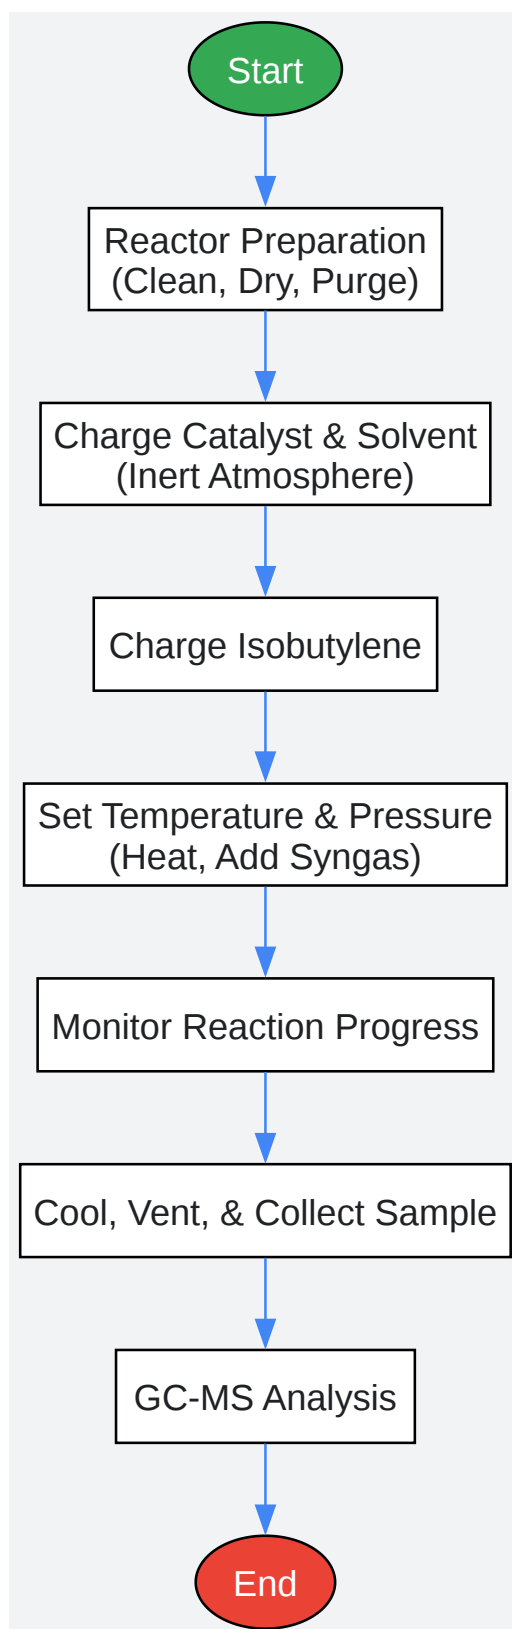 Start
Reactor Preparation
(Clean, Dry, Purge)
Charge Catalyst & Solvent
(Inert Atmosphere)
Charge Isobutylene
Set Temperature & Pressure
(Heat, Add Syngas)
Monitor Reaction Progress
Cool, Vent, & Collect Sample
GC-MS Analysis
End